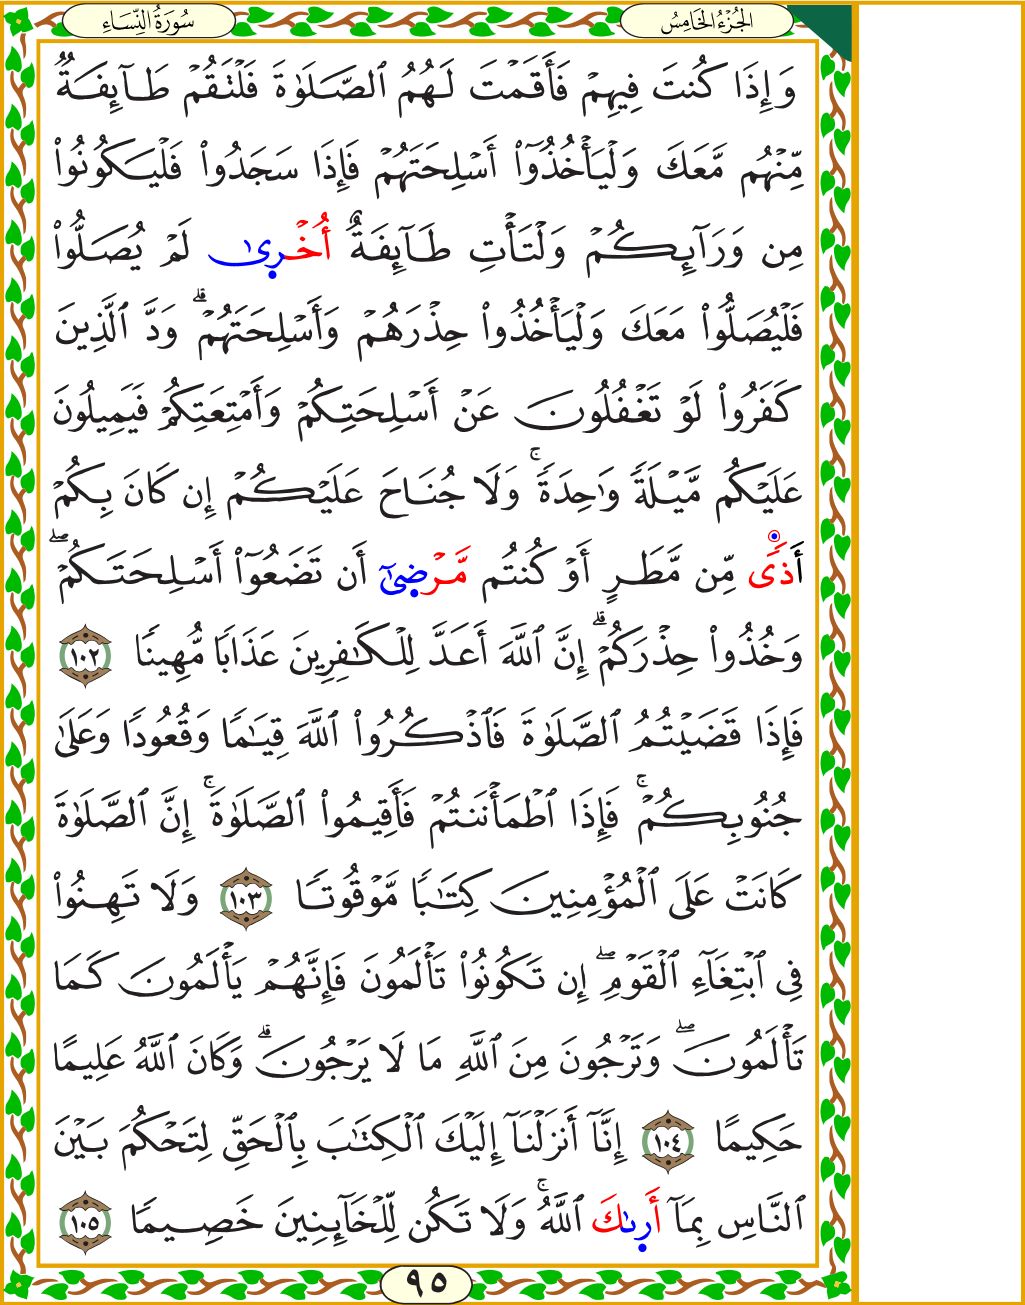 الجُزْءُ الخَامِسُ
سُورَةُ النِّسَاءِ
وَإِذَا كُنتَ فِيهِمۡ فَأَقَمۡتَ لَهُمُ ٱلصَّلَوٰةَ فَلۡتَقُمۡ طَآئِفَةٞ
مِّنۡهُم مَّعَكَ وَلۡيَأۡخُذُوٓاْ أَسۡلِحَتَهُمۡ فَإِذَا سَجَدُواْ فَلۡيَكُونُواْ
مِن وَرَآئِكُمۡ وَلۡتَأۡتِ طَآئِفَةٌ أُخۡرِىٰ لَمۡ يُصَلُّواْ
فَلۡيُصَلُّواْ مَعَكَ وَلۡيَأۡخُذُواْ حِذۡرَهُمۡ وَأَسۡلِحَتَهُمۡۗ وَدَّ ٱلَّذِينَ
كَفَرُواْ لَوۡ تَغۡفُلُونَ عَنۡ أَسۡلِحَتِكُمۡ وَأَمۡتِعَتِكُمۡ فَيَمِيلُونَ
عَلَيۡكُم مَّيۡلَةٗ وَٰحِدَةٗۚ وَلَا جُنَاحَ عَلَيۡكُمۡ إِن كَانَ بِكُمۡ
أَذٗى مِّن مَّطَرٍ أَوۡ كُنتُم مَّرۡضِىٰٓ أَن تَضَعُوٓاْ أَسۡلِحَتَكُمۡۖ
وَخُذُواْ حِذۡرَكُمۡۗ إِنَّ ٱللَّهَ أَعَدَّ لِلۡكَٰفِرِينَ عَذَابٗا مُّهِينٗا ١٠٢
فَإِذَا قَضَيۡتُمُ ٱلصَّلَوٰةَ فَٱذۡكُرُواْ ٱللَّهَ قِيَٰمٗا وَقُعُودٗا وَعَلَىٰ
جُنُوبِكُمۡۚ فَإِذَا ٱطۡمَأۡنَنتُمۡ فَأَقِيمُواْ ٱلصَّلَوٰةَۚ إِنَّ ٱلصَّلَوٰةَ
كَانَتۡ عَلَى ٱلۡمُؤۡمِنِينَ كِتَٰبٗا مَّوۡقُوتٗا ١٠٣ وَلَا تَهِنُواْ
فِي ٱبۡتِغَآءِ ٱلۡقَوۡمِۖ إِن تَكُونُواْ تَأۡلَمُونَ فَإِنَّهُمۡ يَأۡلَمُونَ كَمَا
تَأۡلَمُونَۖ وَتَرۡجُونَ مِنَ ٱللَّهِ مَا لَا يَرۡجُونَۗ وَكَانَ ٱللَّهُ عَلِيمًا
حَكِيمًا ١٠٤ إِنَّآ أَنزَلۡنَآ إِلَيۡكَ ٱلۡكِتَٰبَ بِٱلۡحَقِّ لِتَحۡكُمَ بَيۡنَ
ٱلنَّاسِ بِمَآ أَرِىٰكَ ٱللَّهُۚ وَلَا تَكُن لِّلۡخَآئِنِينَ خَصِيمٗا ١٠٥
٩٥